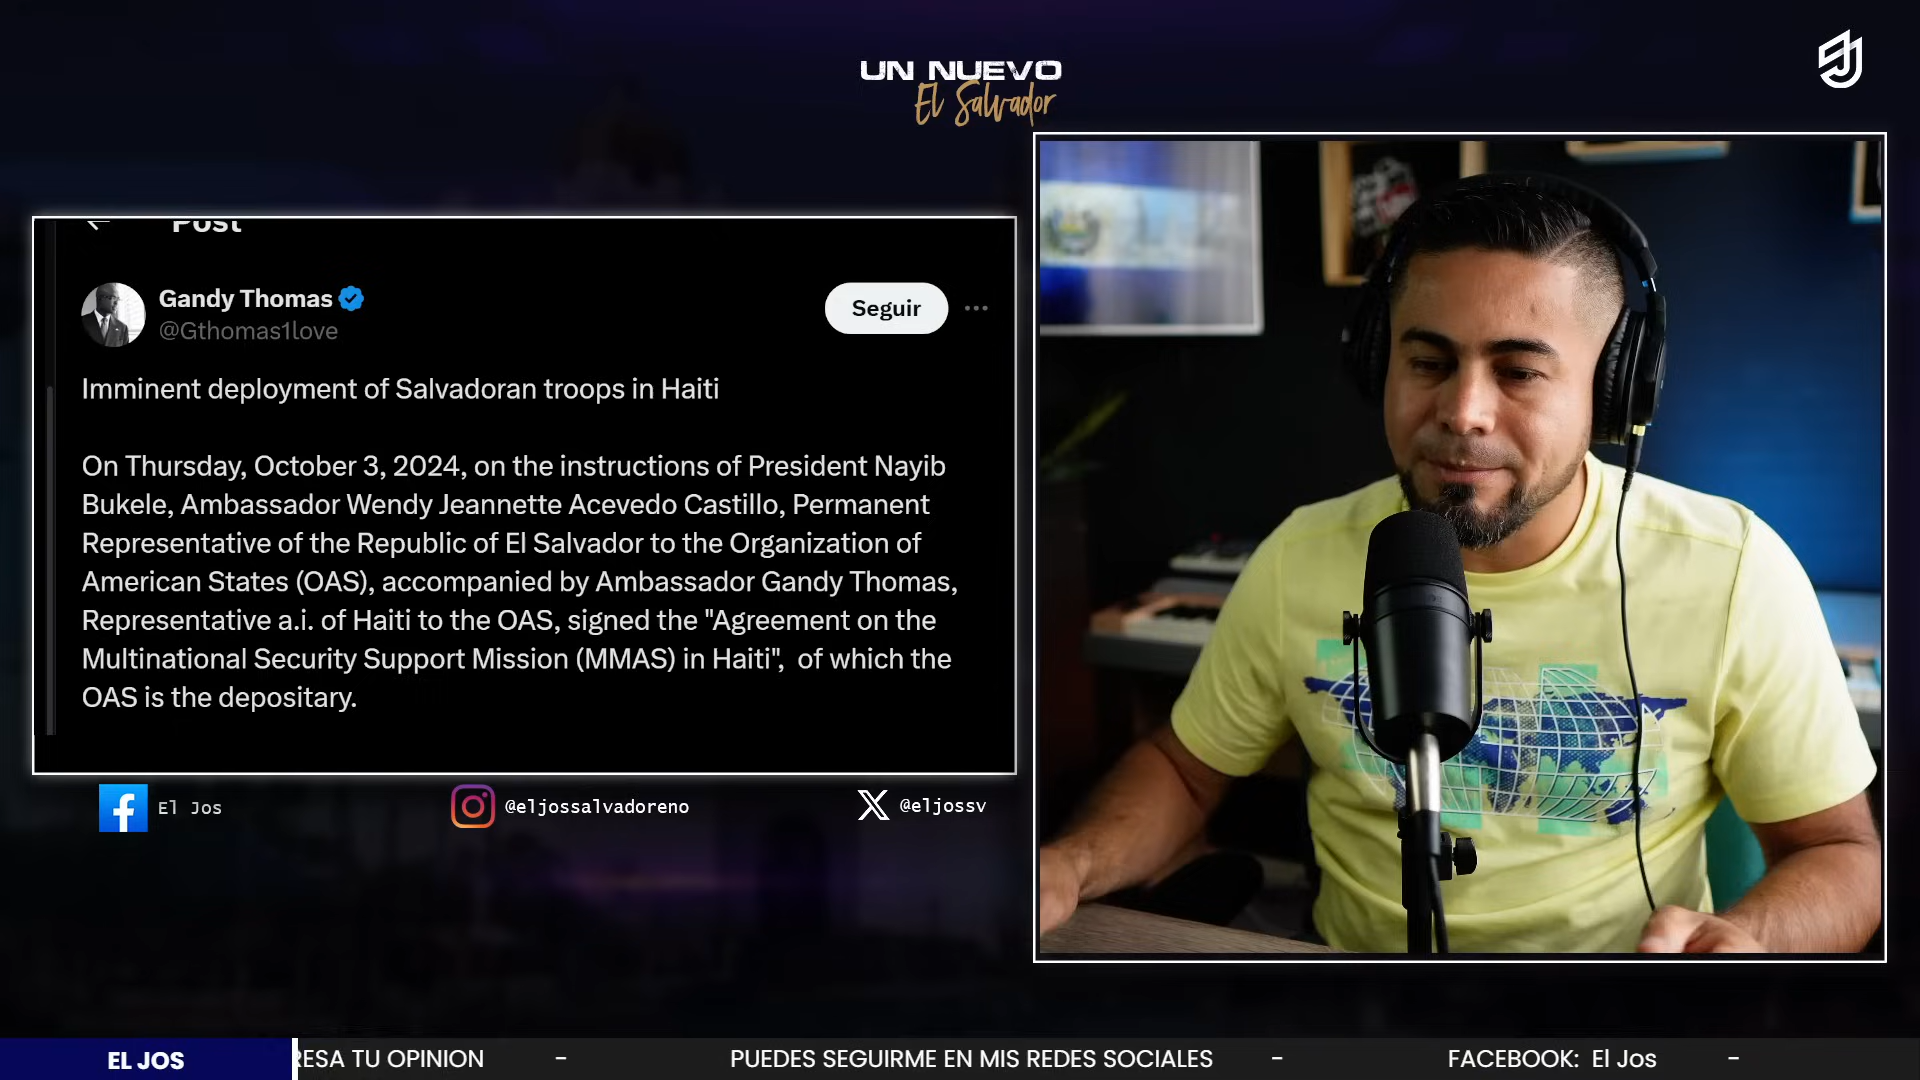 UN NUEVO
El Salvador
Post
Gandy Thomas
@Gthomas1love
Seguir
Imminent deployment of Salvadoran troops in Haiti
On Thursday, October 3, 2024, on the instructions of President Nayib
Bukele, Ambassador Wendy Jeannette Acevedo Castillo, Permanent
Representative of the Republic of El Salvador to the Organization of
American States (OAS), accompanied by Ambassador Gandy Thomas,
Representative a.i. of Haiti to the OAS, signed the "Agreement on the
Multinational Security Support Mission (MMAS) in Haiti", of which the
OAS is the depositary.
El Jos
@eljossalvadoreno
@eljossv
EL JOS
RESA TU OPINION - PUEDES SEGUIRME EN MIS REDES SOCIALES - FACEBOOK: El Jos -